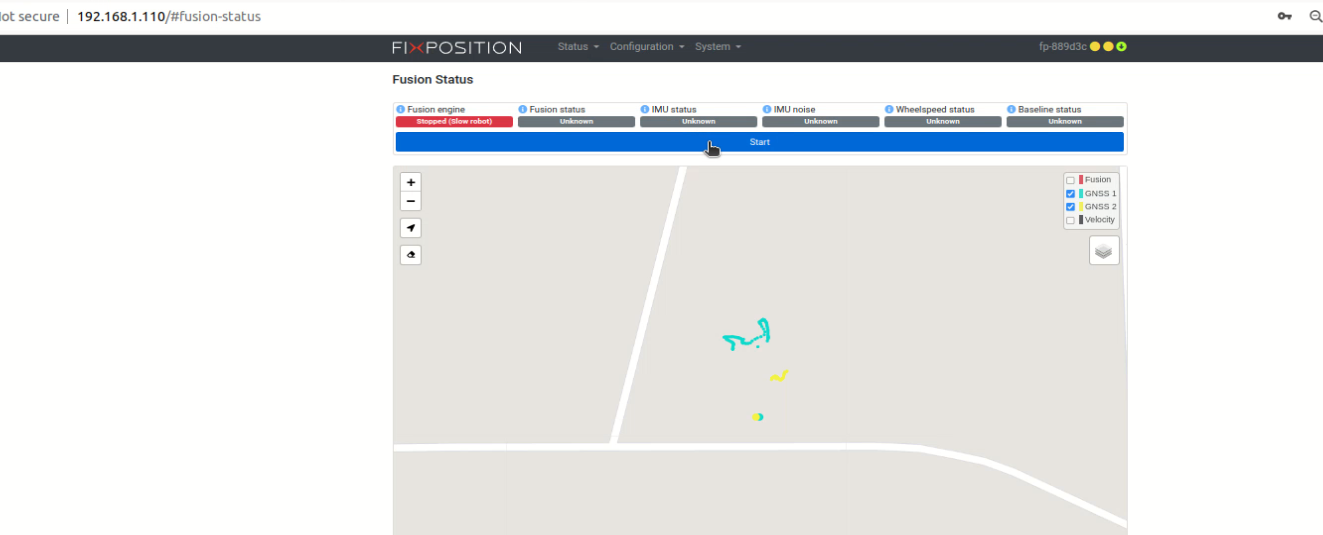 Not secure | 192.168.1.110/#fusion-status
FIXPOSITION Status Configuration System fp-889d3c
Fusion Status
Fusion engine Fusion status IMU status IMU noise Wheelspeed status Baseline status
Stopped (Slow robot) Unknown Unknown Unknown Unknown Unknown
Start
+
−
Fusion
GNSS 1
GNSS 2
Velocity